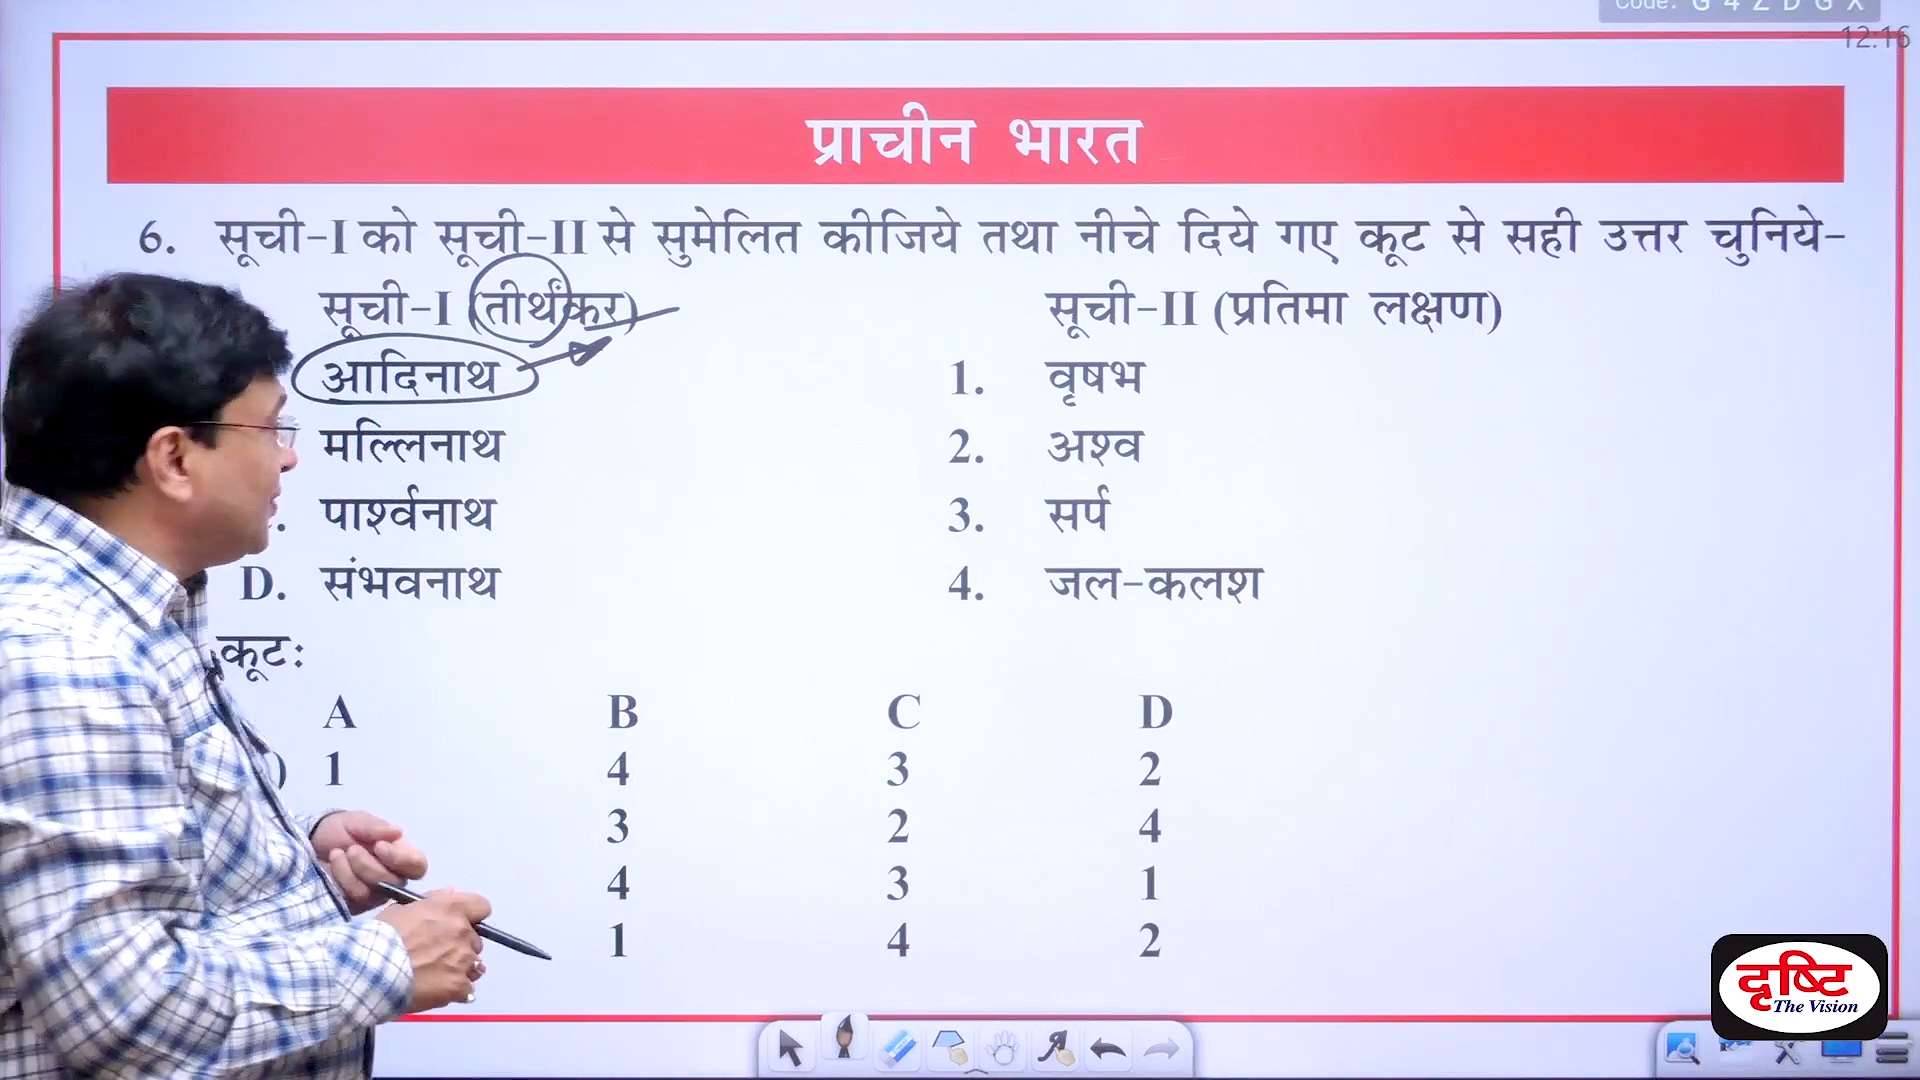 Code: G 4 Z D G X
12:16
प्राचीन भारत
6. सूची-I को सूची-II से सुमेलित कीजिये तथा नीचे दिये गए कूट से सही उत्तर चुनिये-
सूची-I (तीर्थंकर) सूची-II (प्रतिमा लक्षण)
आदिनाथ 1. वृषभ
मल्लिनाथ 2. अश्व
. पार्श्वनाथ 3. सर्प
D. संभवनाथ 4. जल-कलश
कूटः
A B C D
) 1 4 3 2
3 2 4
4 3 1
1 4 2
दृष्टि
The Vision